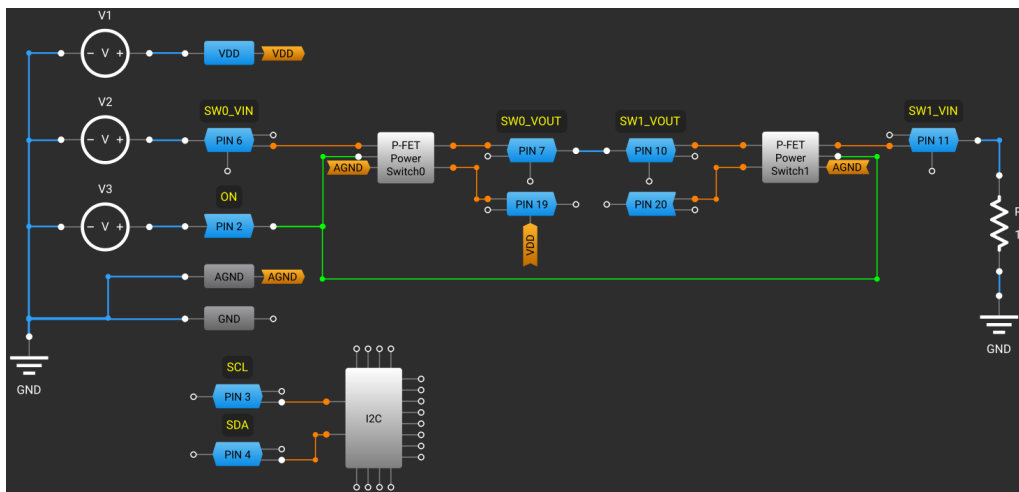 V1
− V +
VDD
VDD
V2
− V +
SW0_VIN
PIN 6
P-FET
Power
Switch0
AGND
SW0_VOUT
PIN 7
SW1_VOUT
PIN 10
P-FET
Power
Switch1
AGND
SW1_VIN
PIN 11
V3
− V +
ON
PIN 2
PIN 19
VDD
PIN 20
AGND
AGND
GND
GND
GND
SCL
PIN 3
SDA
PIN 4
I2C